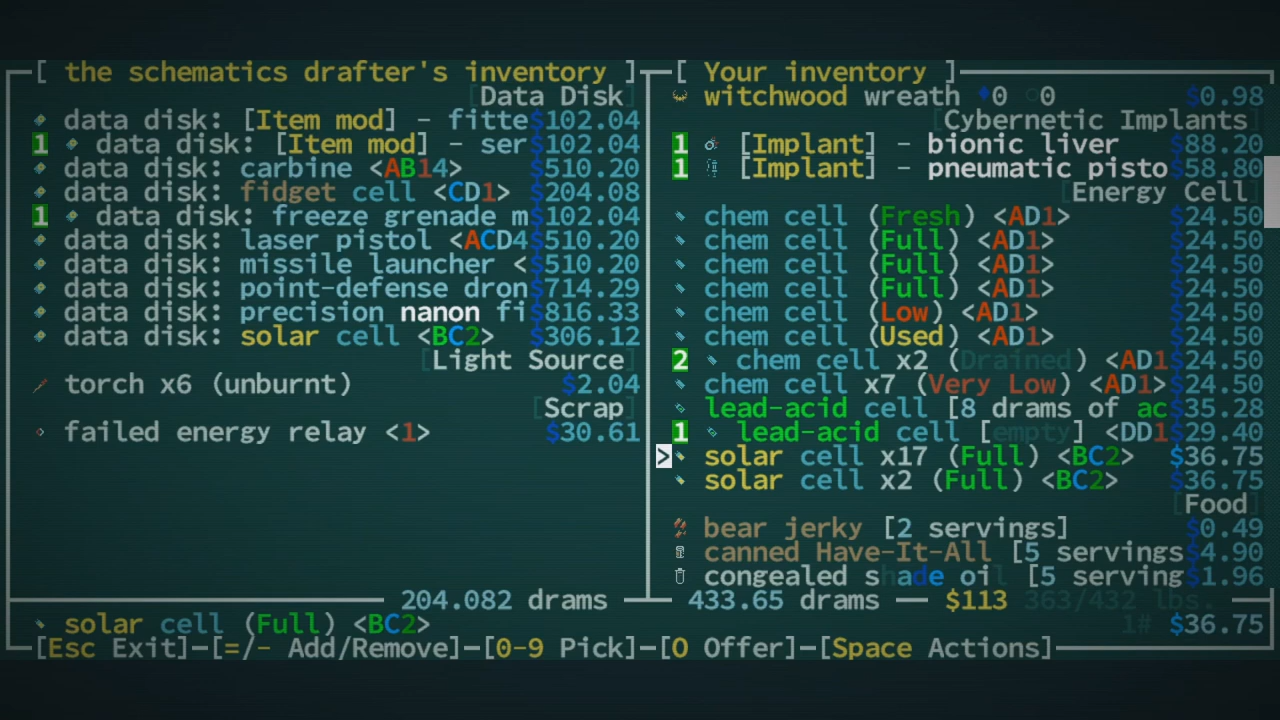 [ the schematics drafter's inventory ]
[Data Disk]
data disk: [Item mod] - fitte $102.04
1 data disk: [Item mod] - ser $102.04
data disk: carbine <AB14> $510.20
data disk: fidget cell <CD1> $204.08
1 data disk: freeze grenade m $102.04
data disk: laser pistol <ACD4 $510.20
data disk: missile launcher < $510.20
data disk: point-defense dron $714.29
data disk: precision nanon fi $816.33
data disk: solar cell <BC2> $306.12
[Light Source]
torch x6 (unburnt) $2.04
[Scrap]
failed energy relay <1> $30.61
204.082 drams
[ Your inventory ]
witchwood wreath ♦0 ○0 $0.98
[Cybernetic Implants
1 [Implant] - bionic liver $88.20
1 [Implant] - pneumatic pisto $58.80
[Energy Cell]
chem cell (Fresh) <AD1> $24.50
chem cell (Full) <AD1> $24.50
chem cell (Full) <AD1> $24.50
chem cell (Full) <AD1> $24.50
chem cell (Low) <AD1> $24.50
chem cell (Used) <AD1> $24.50
2 chem cell x2 (Drained) <AD1 $24.50
chem cell x7 (Very Low) <AD1> $24.50
lead-acid cell [8 drams of ac $35.28
1 lead-acid cell [empty] <DD1 $29.40
> solar cell x17 (Full) <BC2> $36.75
solar cell x2 (Full) <BC2> $36.75
[Food]
bear jerky [2 servings] $0.49
canned Have-It-All [5 servings $4.90
congealed shade oil [5 serving $1.96
433.65 drams — $113 363/432 lbs.
solar cell (Full) <BC2> 1# $36.75
[Esc Exit]—[=/- Add/Remove]—[0-9 Pick]—[O Offer]—[Space Actions]